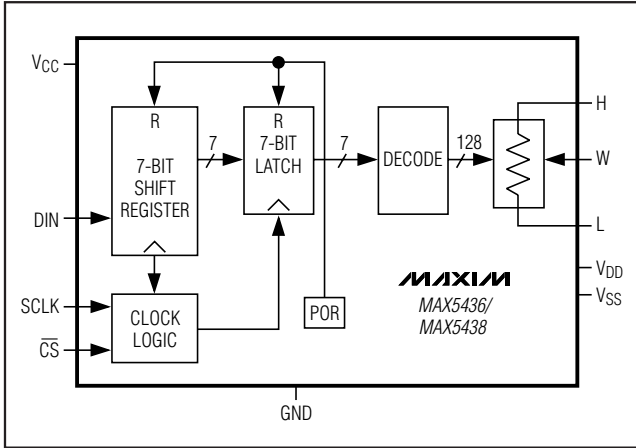 VCC
H
R
R
7
7
128
7-BIT
SHIFT
REGISTER
7-BIT
LATCH
DECODE
W
DIN
L
VDD
MAXIM
VSS
SCLK
CLOCK
LOGIC
POR
MAX5436/
MAX5438
CS
GND